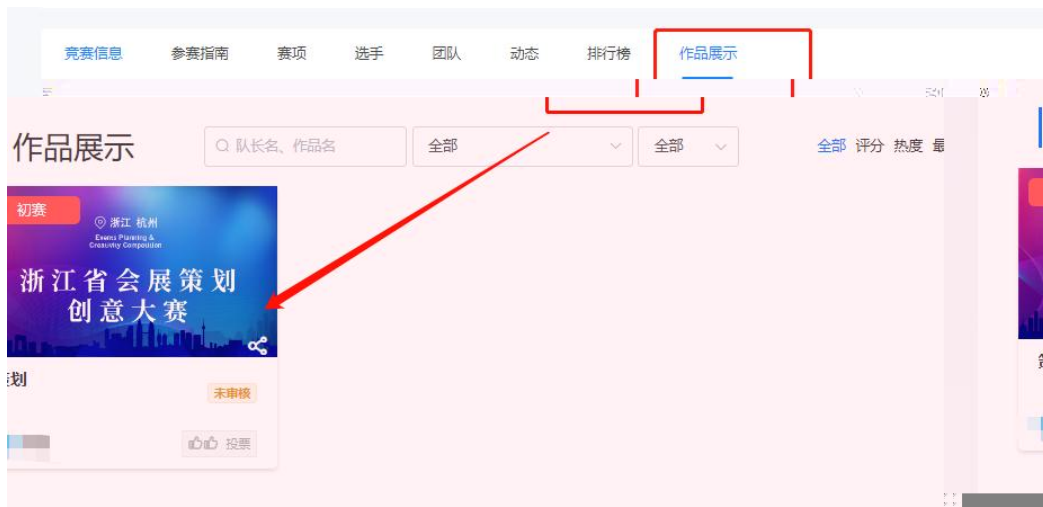 竞赛信息 参赛指南 赛项 选手 团队 动态 排行榜 作品展示
作品展示 队长名、作品名 全部 全部 全部 评分 热度
初赛
浙江 杭州
Events Planning &
Creativity Competition
浙江省会展策划
创意大赛
划
未审核
投票